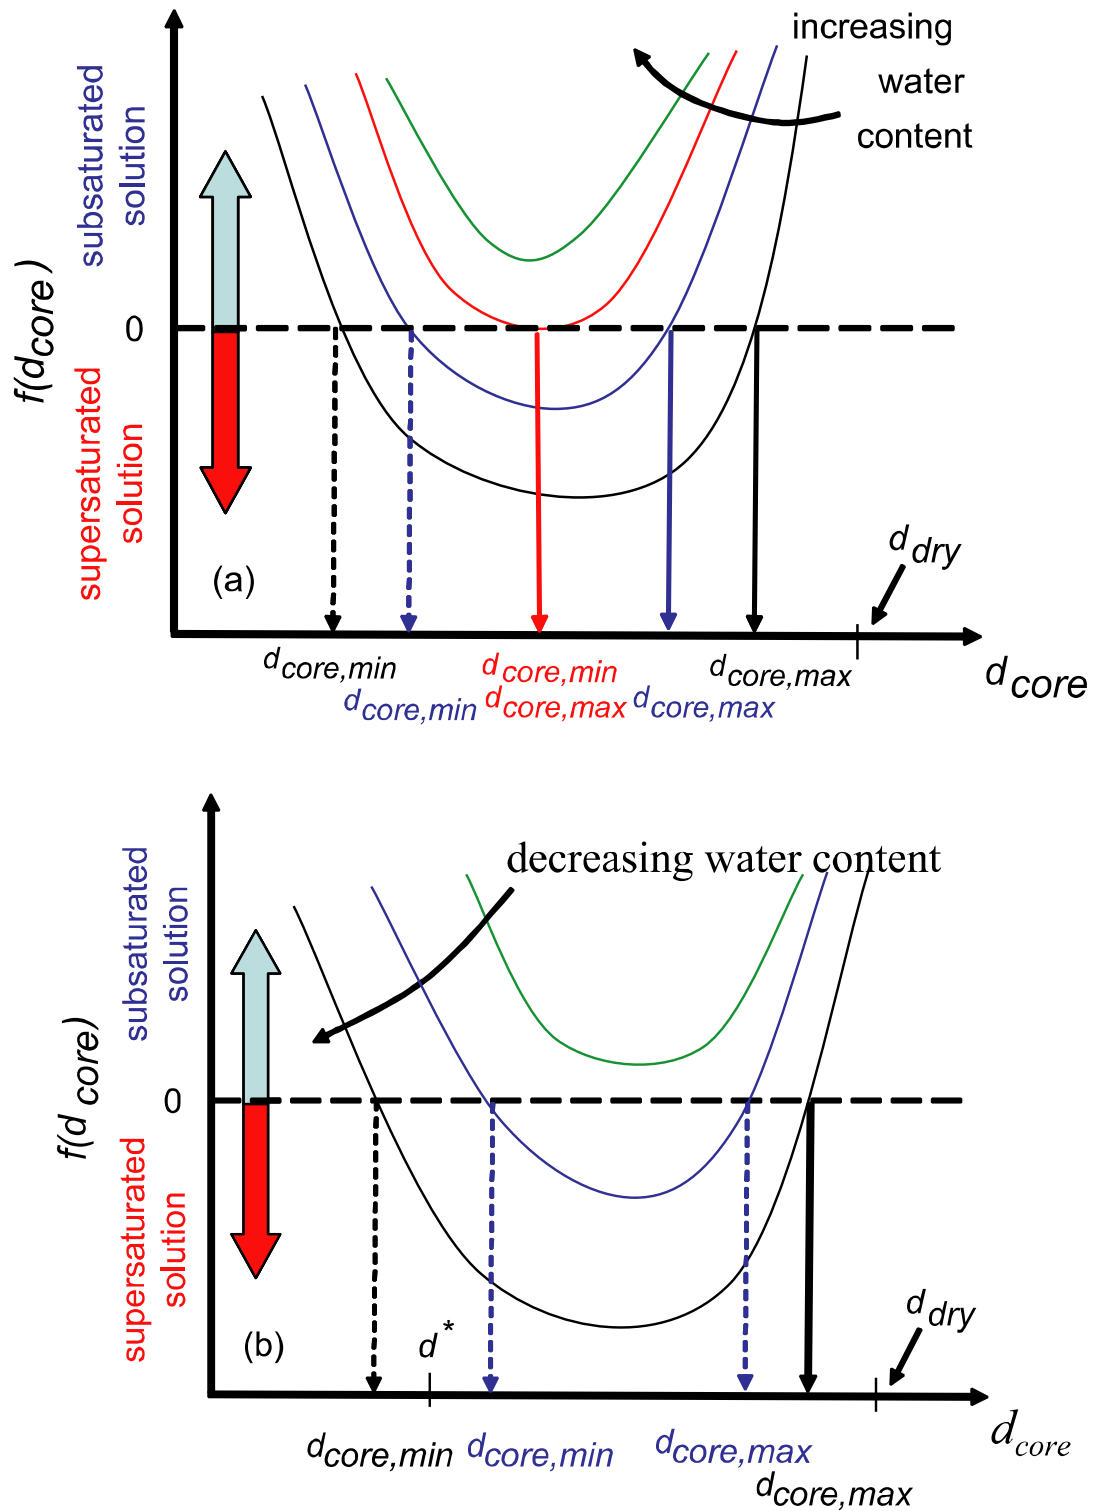 increasing
water
content
subsaturated
solution
f(dcore)
0
supersaturated
solution
(a)
d dry
dcore,min
dcore,min
dcore,max
dcore
dcore,min
dcore,max
dcore,max
decreasing water content
subsaturated
solution
f(d core)
0
supersaturated
solution
(b)
d*
d dry
dcore
dcore,min
dcore,min
dcore,max
dcore,max